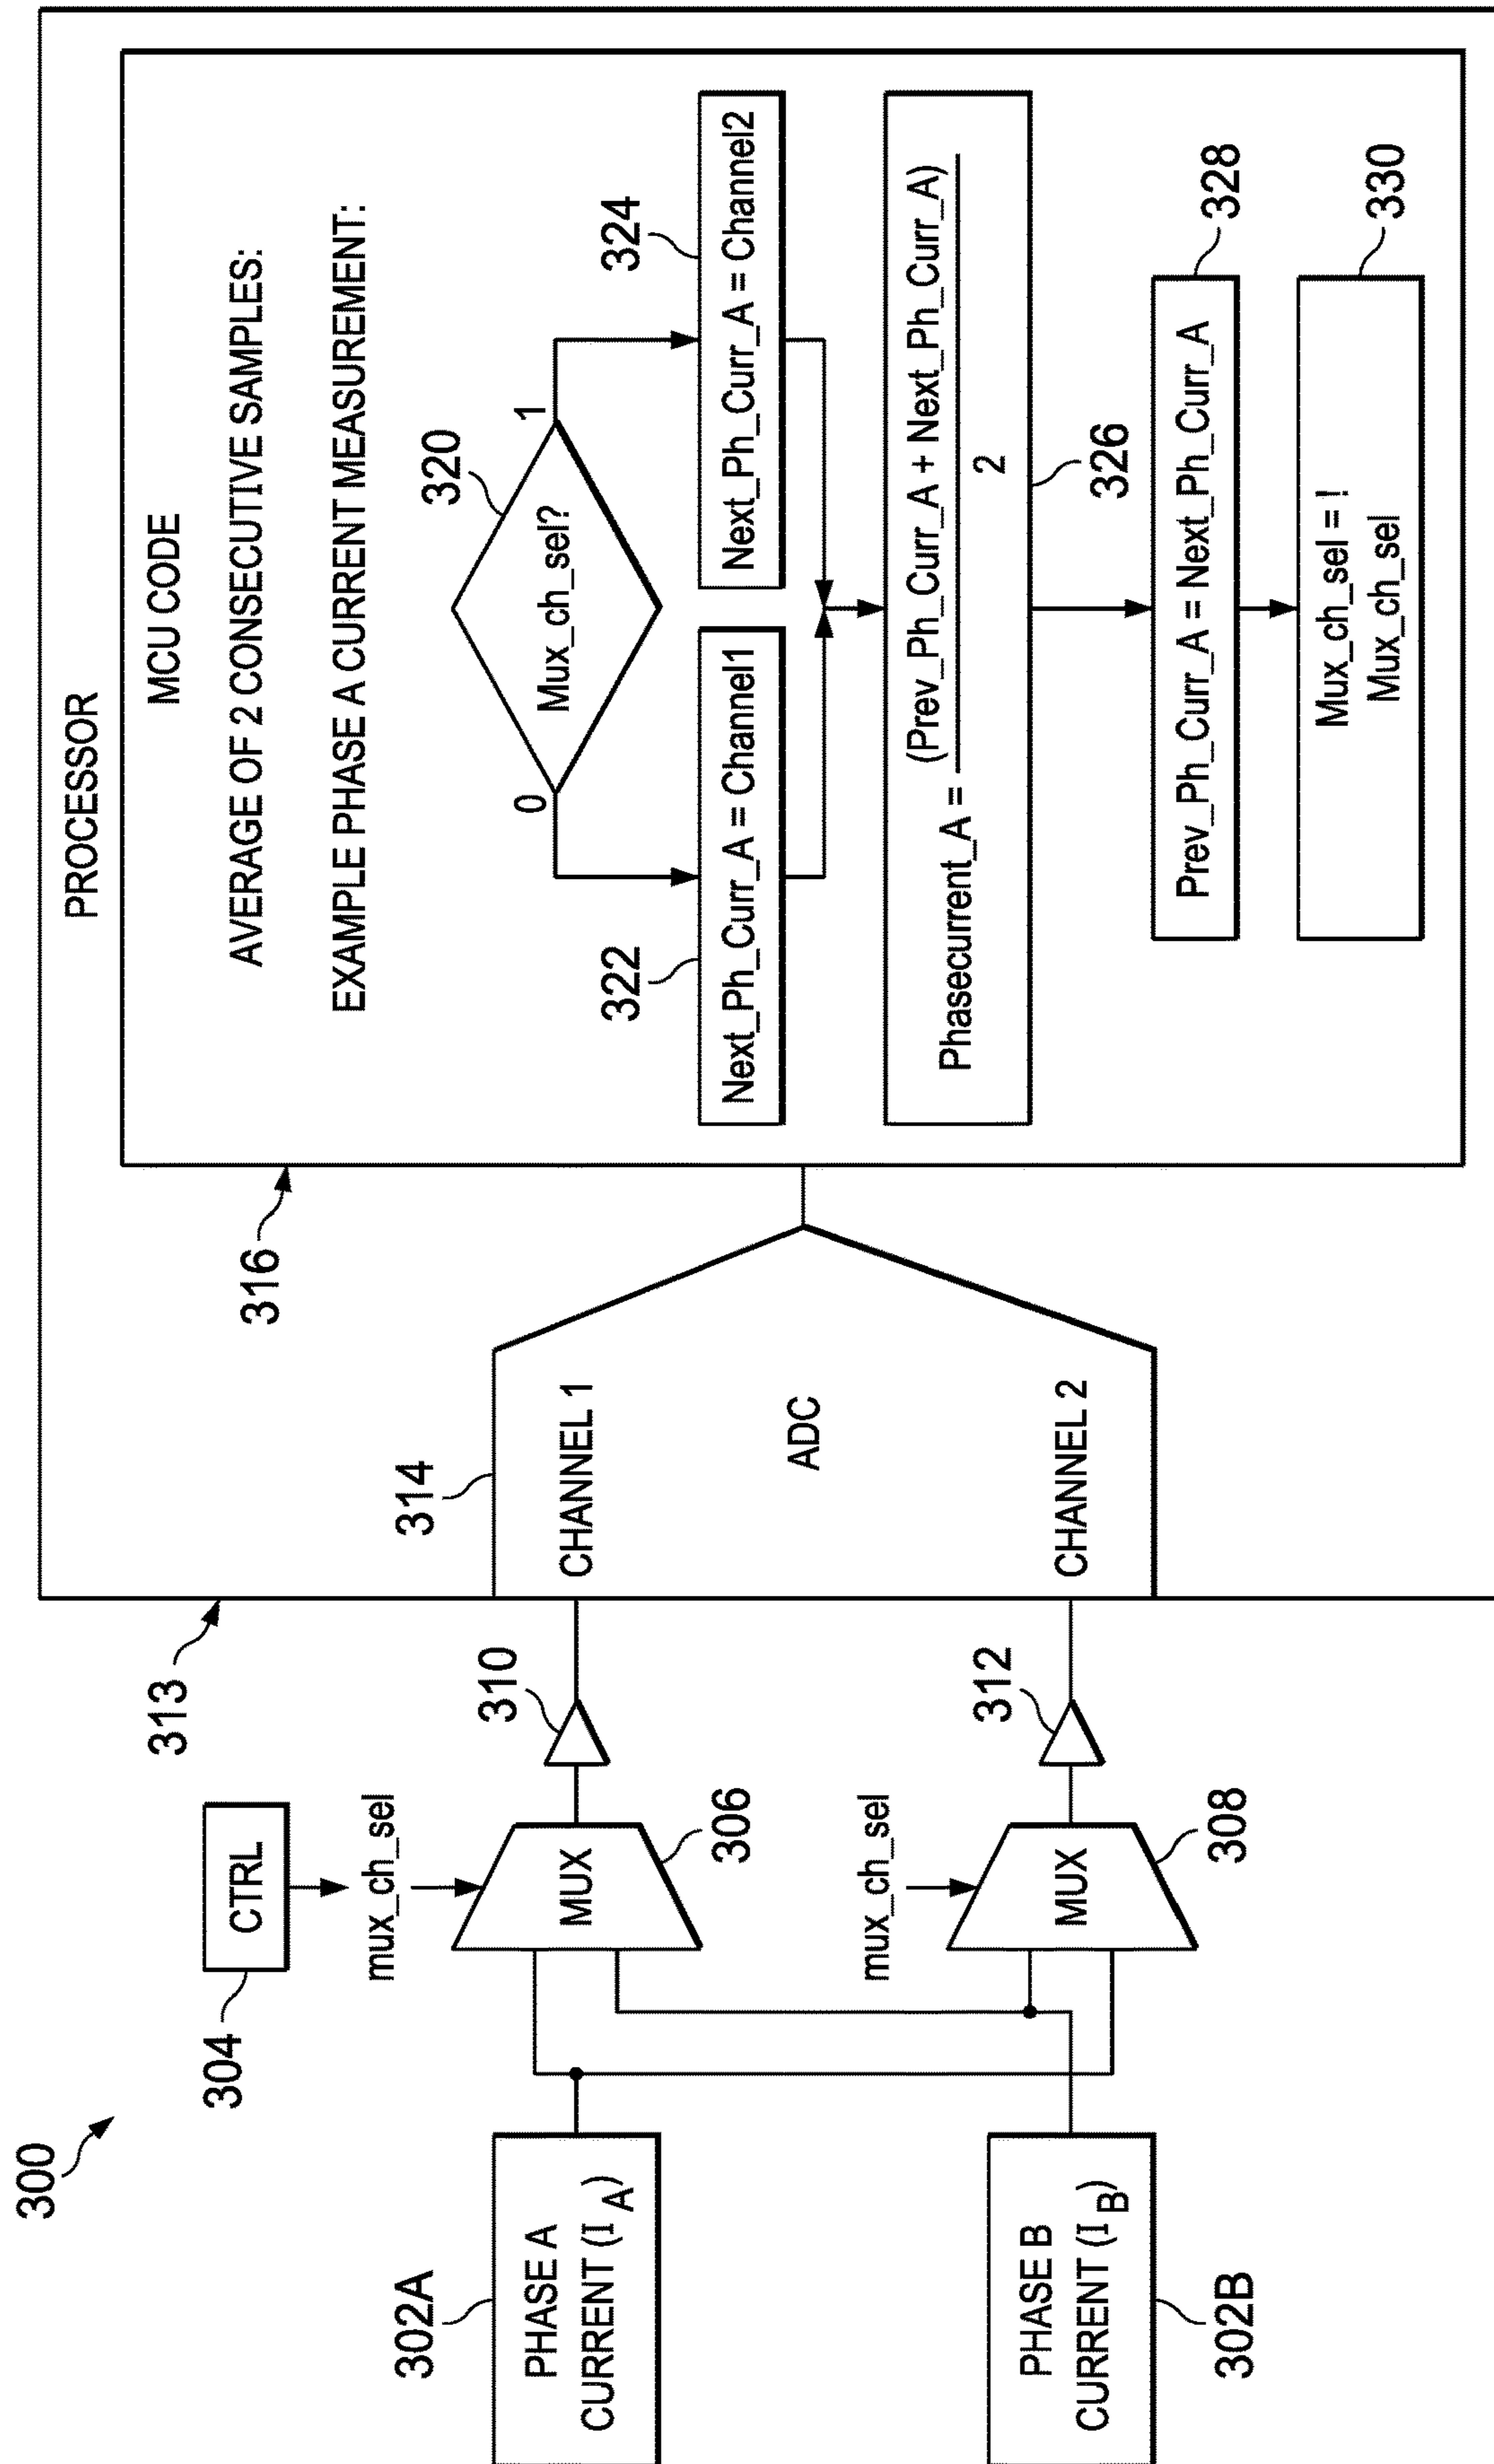 300
302A
PHASE A
CURRENT (I A)
302B
PHASE B
CURRENT (I B)
304
CTRL
mux_ch_sel
MUX
306
mux_ch_sel
MUX
308
310
312
313
PROCESSOR
314
CHANNEL 1
ADC
CHANNEL 2
316
MCU CODE
AVERAGE OF 2 CONSECUTIVE SAMPLES:
EXAMPLE PHASE A CURRENT MEASUREMENT:
320
Mux_ch_sel?
0
1
322
Next_Ph_Curr_A = Channel1
324
Next_Ph_Curr_A = Channel2
Phasecurrent_A =
(Prev_Ph_Curr_A + Next_Ph_Curr_A)
2
326
Prev_Ph_Curr_A = Next_Ph_Curr_A
328
Mux_ch_sel = !
Mux_ch_sel
330